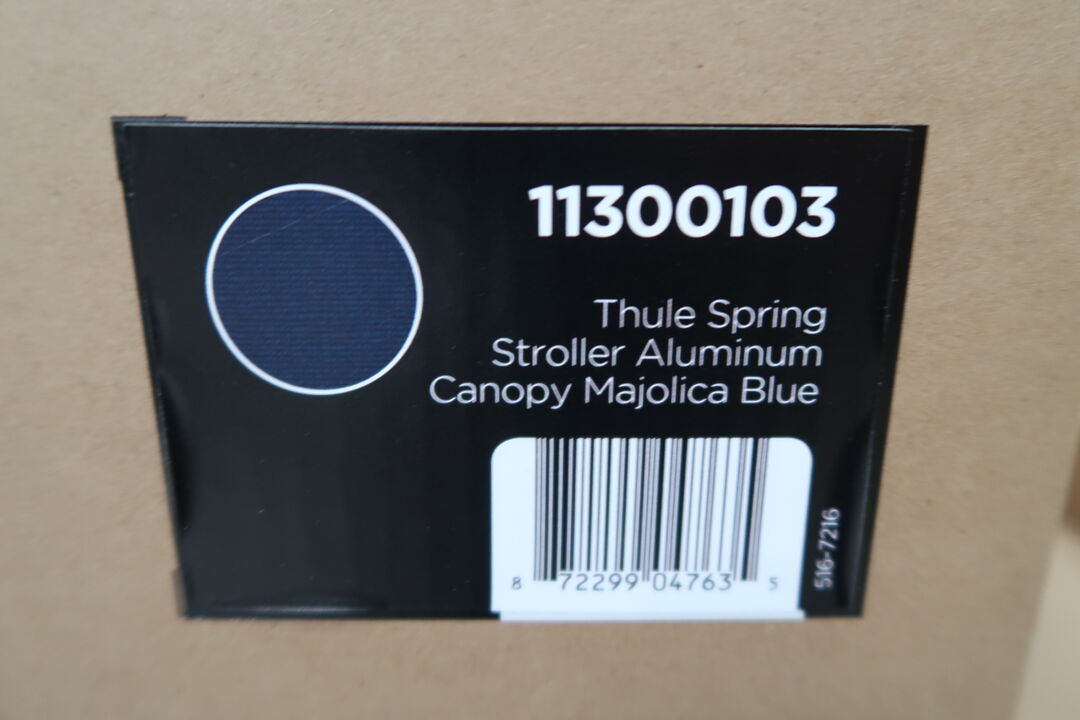 11300103
Thule Spring
Stroller Aluminum
Canopy Majolica Blue
8 72299 04763 5
516-7216